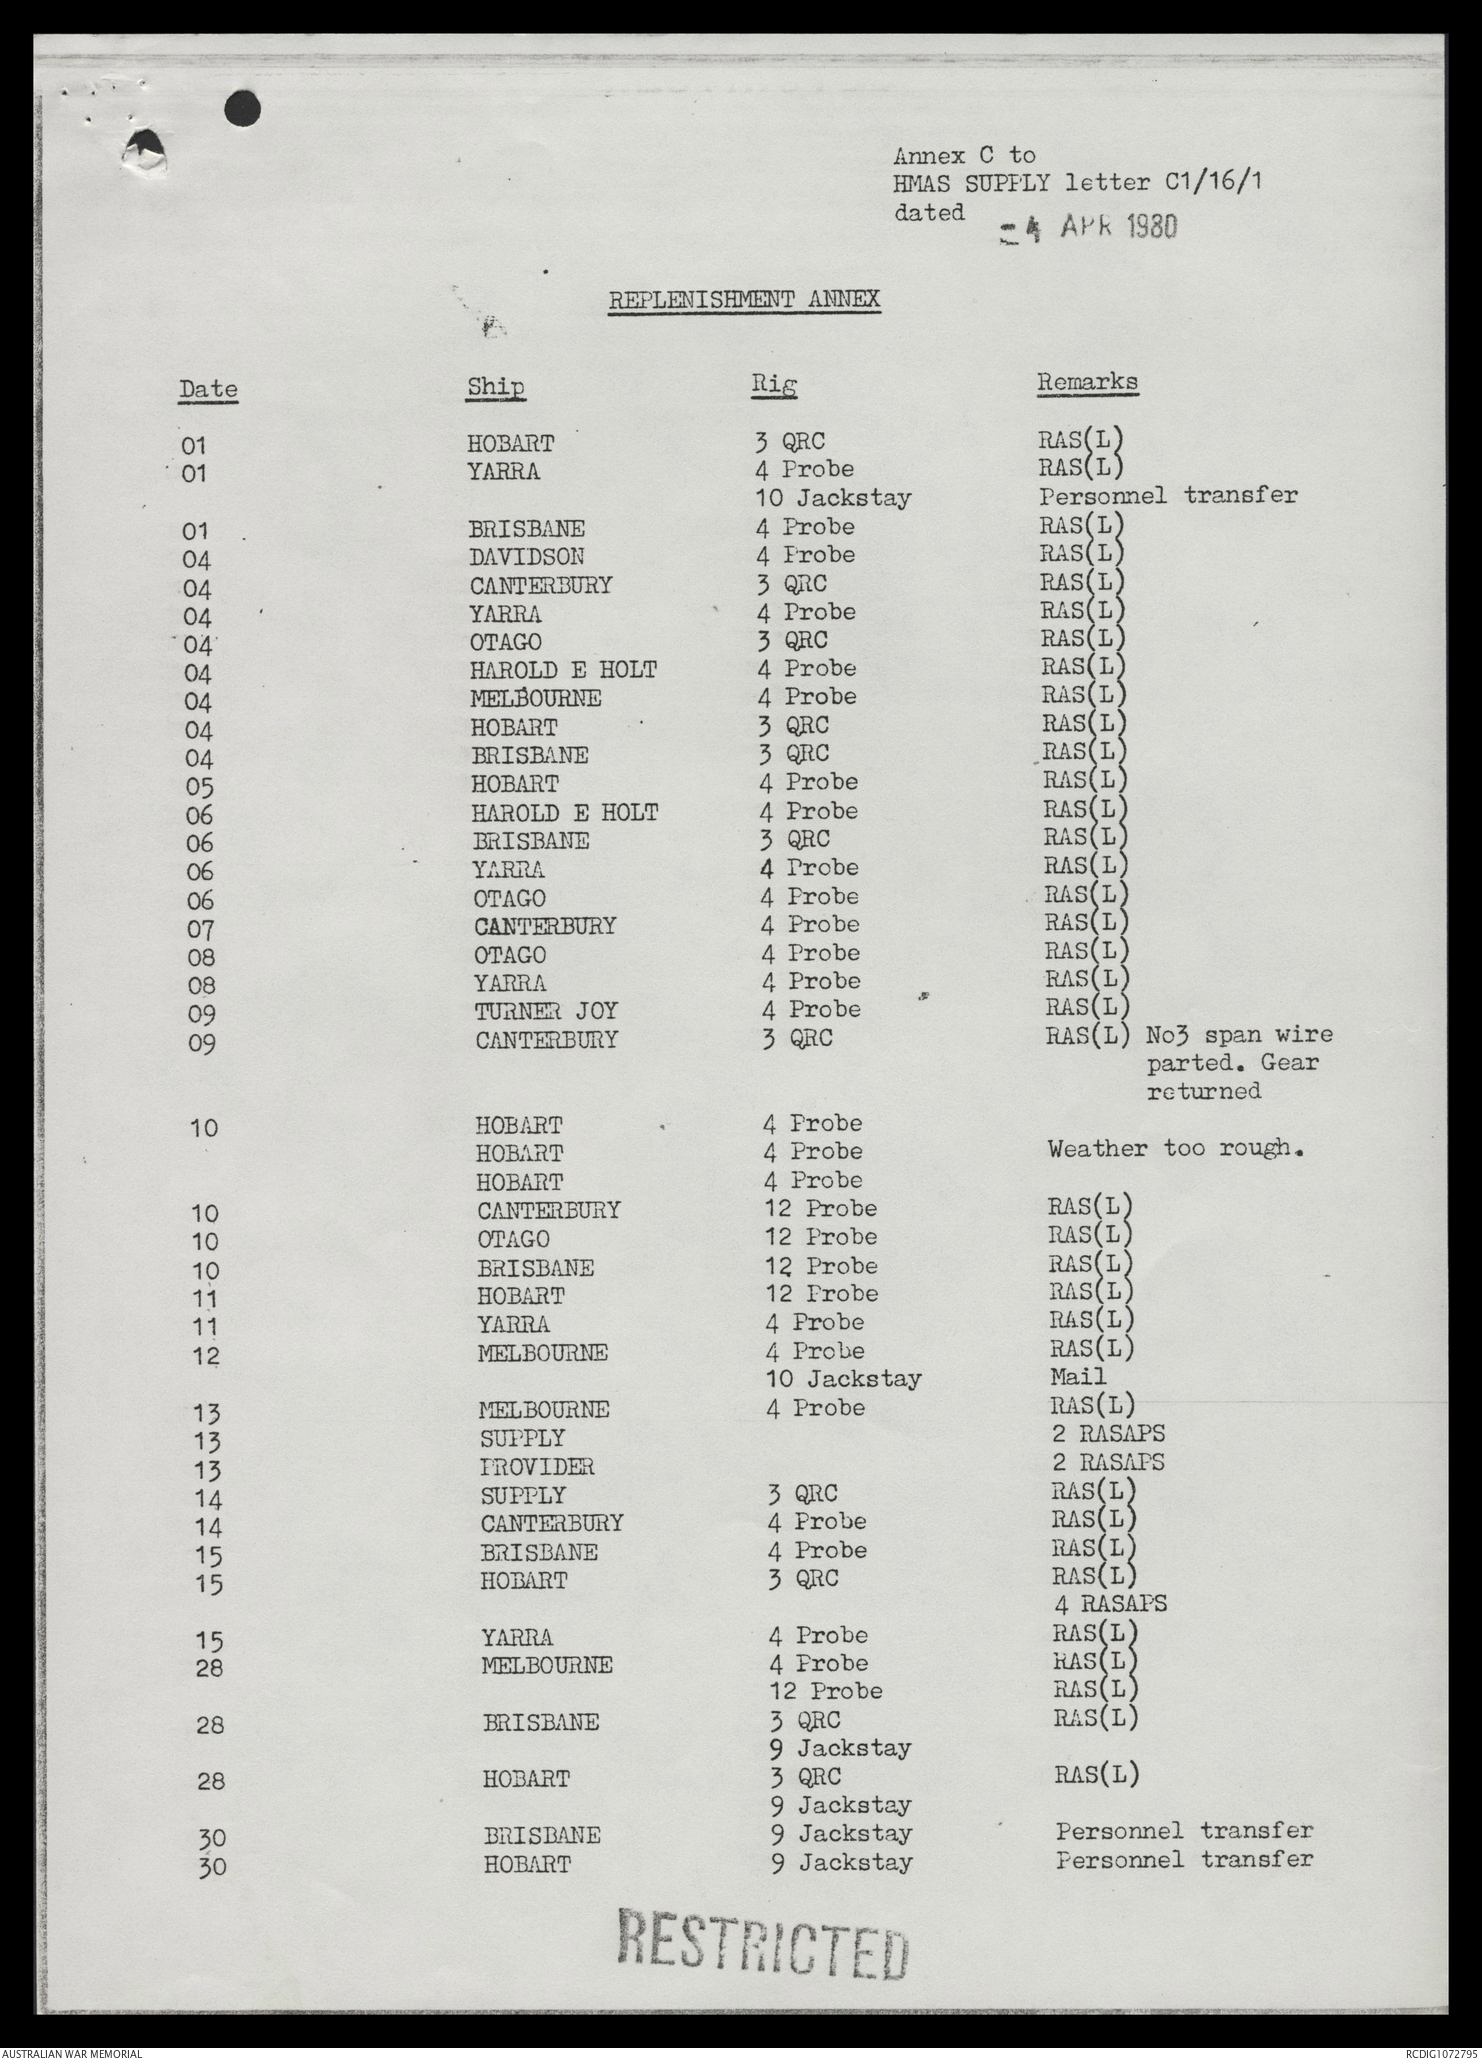 Annex C to
HMAS SUPPLY letter C1/16/1
dated
-4 APR 1980
REPLENISHMENT ANNEX
Date Ship Rig Remarks
01 HOBART 3 QRC RAS(L)
01 YARRA 4 Probe RAS(L)
10 Jackstay Personnel transfer
01 BRISBANE 4 Probe RAS(L)
04 DAVIDSON 4 Probe RAS(L)
04 CANTERBURY 3 QRC RAS(L)
04 YARRA 4 Probe RAS(L)
04 OTAGO 3 QRC RAS(L)
04 HAROLD E HOLT 4 Probe RAS(L)
04 MELBOURNE 4 Probe RAS(L)
04 HOBART 3 QRC RAS(L)
04 BRISBANE 3 QRC RAS(L)
05 HOBART 4 Probe RAS(L)
06 HAROLD E HOLT 4 Probe RAS(L)
06 BRISBANE 3 QRC RAS(L)
06 YARRA 4 Probe RAS(L)
06 OTAGO 4 Probe RAS(L)
07 CANTERBURY 4 Probe RAS(L)
08 OTAGO 4 Probe RAS(L)
08 YARRA 4 Probe RAS(L)
09 TURNER JOY 4 Probe RAS(L)
09 CANTERBURY 3 QRC RAS(L) No3 span wire
parted. Gear
returned
10 HOBART 4 Probe
HOBART 4 Probe Weather too rough.
HOBART 4 Probe
10 CANTERBURY 12 Probe RAS(L)
10 OTAGO 12 Probe RAS(L)
10 BRISBANE 12 Probe RAS(L)
11 HOBART 12 Probe RAS(L)
11 YARRA 4 Probe RAS(L)
12 MELBOURNE 4 Probe RAS(L)
10 Jackstay Mail
13 MELBOURNE 4 Probe RAS(L)
13 SUPPLY 2 RASAPS
13 PROVIDER 2 RASAPS
14 SUPPLY 3 QRC RAS(L)
14 CANTERBURY 4 Probe RAS(L)
15 BRISBANE 4 Probe RAS(L)
15 HOBART 3 QRC RAS(L)
4 RASAPS
15 YARRA 4 Probe RAS(L)
28 MELBOURNE 4 Probe RAS(L)
12 Probe RAS(L)
28 BRISBANE 3 QRC RAS(L)
9 Jackstay
28 HOBART 3 QRC RAS(L)
9 Jackstay
30 BRISBANE 9 Jackstay Personnel transfer
30 HOBART 9 Jackstay Personnel transfer
RESTRICTED
AUSTRALIAN WAR MEMORIAL RCDIG1072795